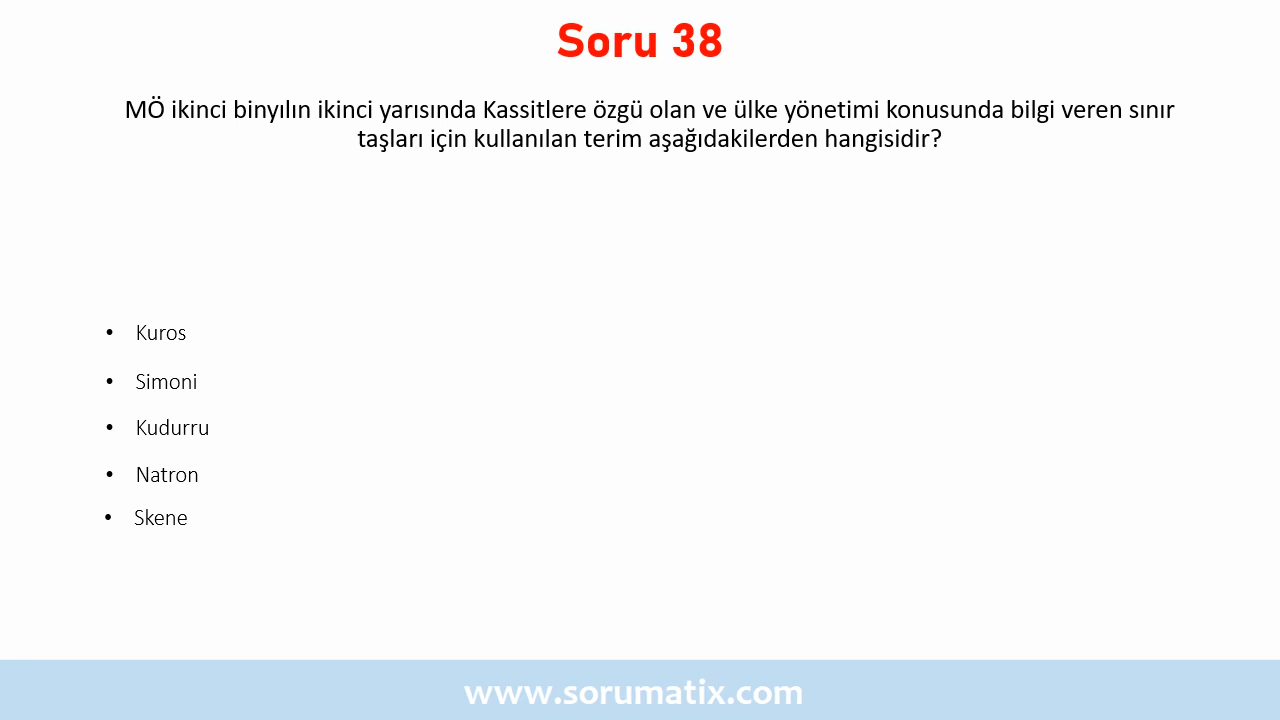 Soru 38
MÖ ikinci binyılın ikinci yarısında Kassitlere özgü olan ve ülke yönetimi konusunda bilgi veren sınır
taşları için kullanılan terim aşağıdakilerden hangisidir?
• Kuros
• Simoni
• Kudurru
• Natron
• Skene
www.sorumatix.com